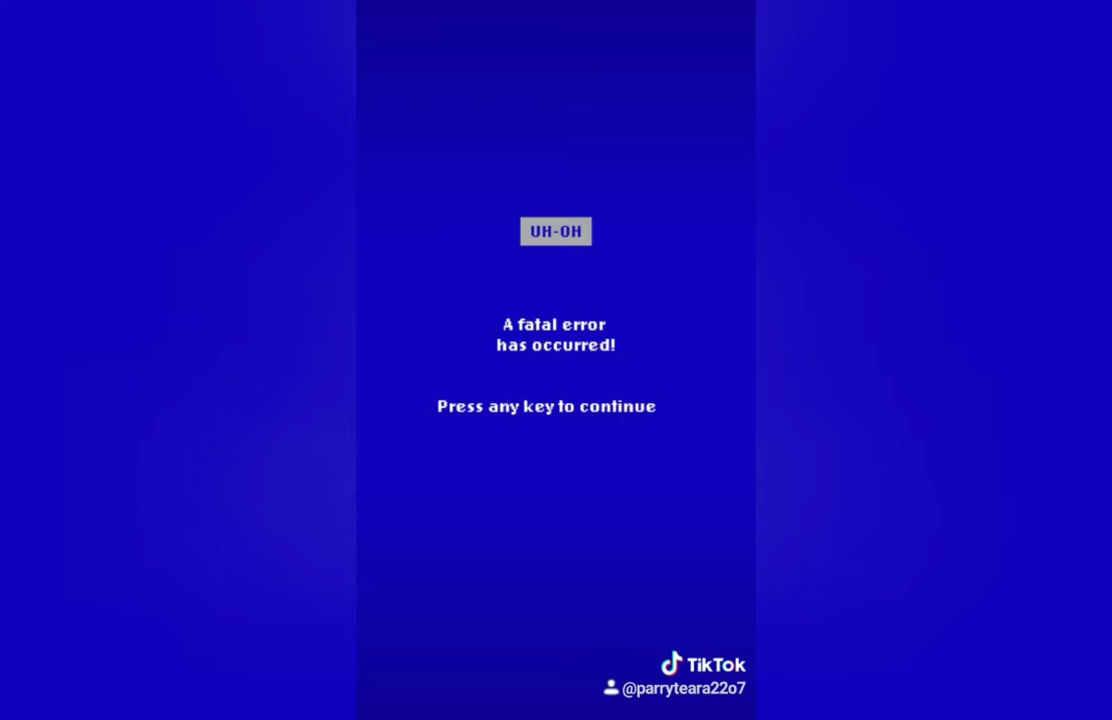 UH-OH
A fatal error
has occurred!
Press any key to continue
TikTok
@parryteara22o7